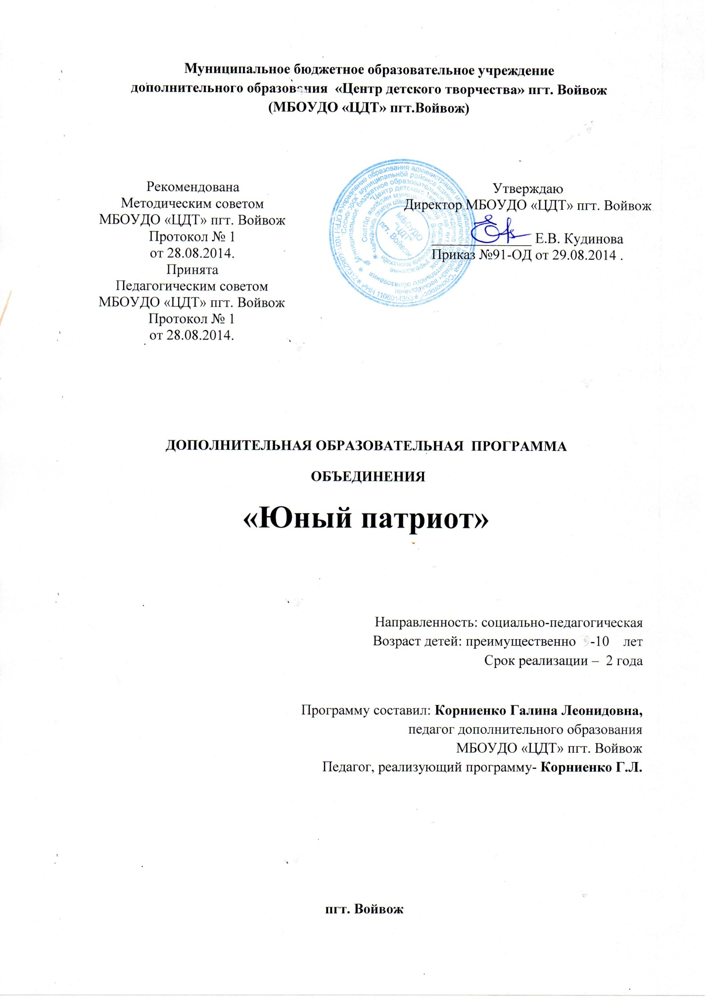 Муниципальное бюджетное образовательное учреждение
дополнительного образования «Центр детского творчества» пгт. Войвож
(МБОУДО «ЦДТ» пгт.Войвож)
Рекомендована
Методическим советом
МБОУДО «ЦДТ» пгт. Войвож
Протокол № 1
от 28.08.2014.
Принята
Педагогическим советом
МБОУДО «ЦДТ» пгт. Войвож
Протокол № 1
от 28.08.2014.
Утверждаю
Директор МБОУДО «ЦДТ» пгт. Войвож
Е.В. Кудинова
Приказ №91-ОД от 29.08.2014 .
МБОУДО
"ЦДТ"
пгт. Войвож
ДОПОЛНИТЕЛЬНАЯ ОБРАЗОВАТЕЛЬНАЯ ПРОГРАММА
ОБЪЕДИНЕНИЯ
«Юный патриот»
Направленность: социально-педагогическая
Возраст детей: преимущественно 9-10 лет
Срок реализации – 2 года
Программу составил: Корниенко Галина Леонидовна,
педагог дополнительного образования
МБОУДО «ЦДТ» пгт. Войвож
Педагог, реализующий программу- Корниенко Г.Л.
пгт. Войвож